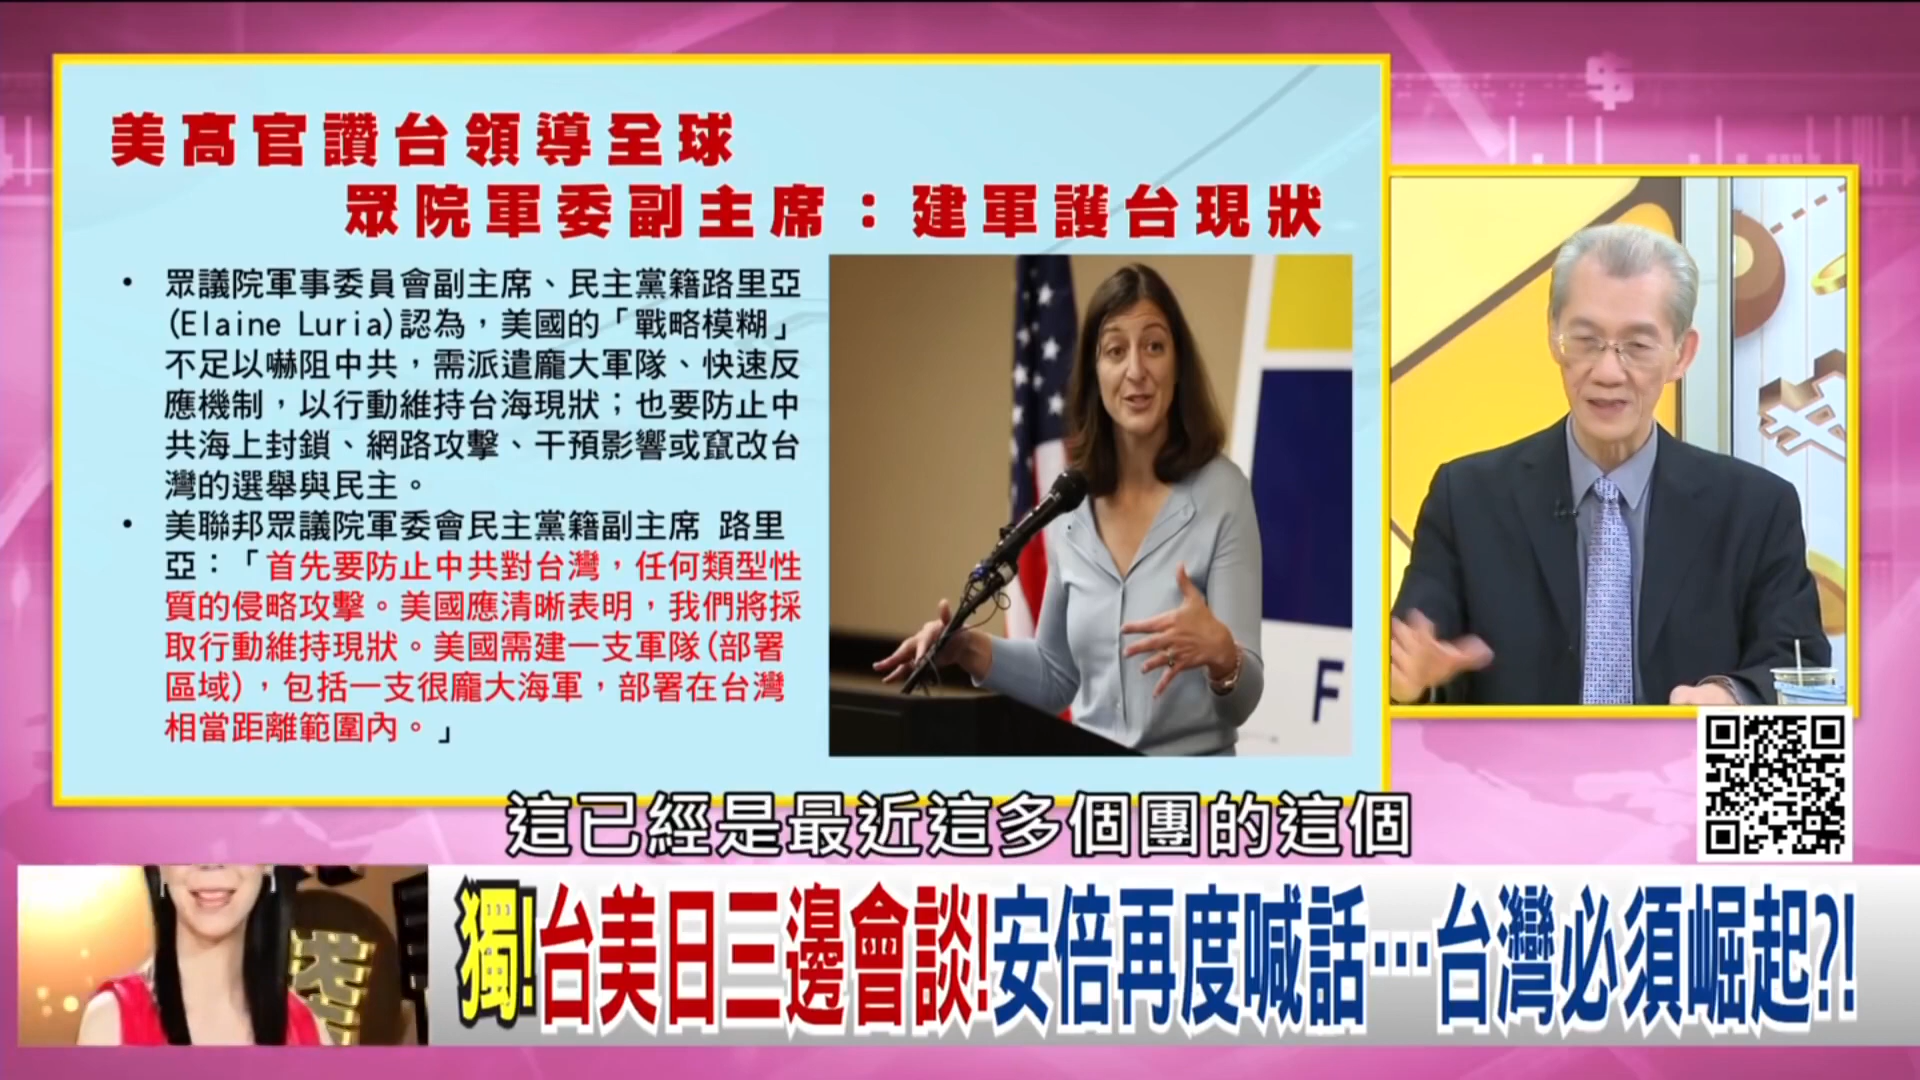 美高官讚台領導全球
眾院軍委副主席：建軍護台現狀
• 眾議院軍事委員會副主席、民主黨籍路里亞
(Elaine Luria)認為，美國的「戰略模糊」
不足以嚇阻中共，需派遣龐大軍隊、快速反
應機制，以行動維持台海現狀；也要防止中
共海上封鎖、網路攻擊、干預影響或竄改台
灣的選舉與民主。
• 美聯邦眾議院軍委會民主黨籍副主席 路里
亞：「首先要防止中共對台灣，任何類型性
質的侵略攻擊。美國應清晰表明，我們將採
取行動維持現狀。美國需建一支軍隊(部署
區域)，包括一支很龐大海軍，部署在台灣
相當距離範圍內。」
F
這已經是最近這多個團的這個
獨!台美日三邊會談!安倍再度喊話…台灣必須崛起?!